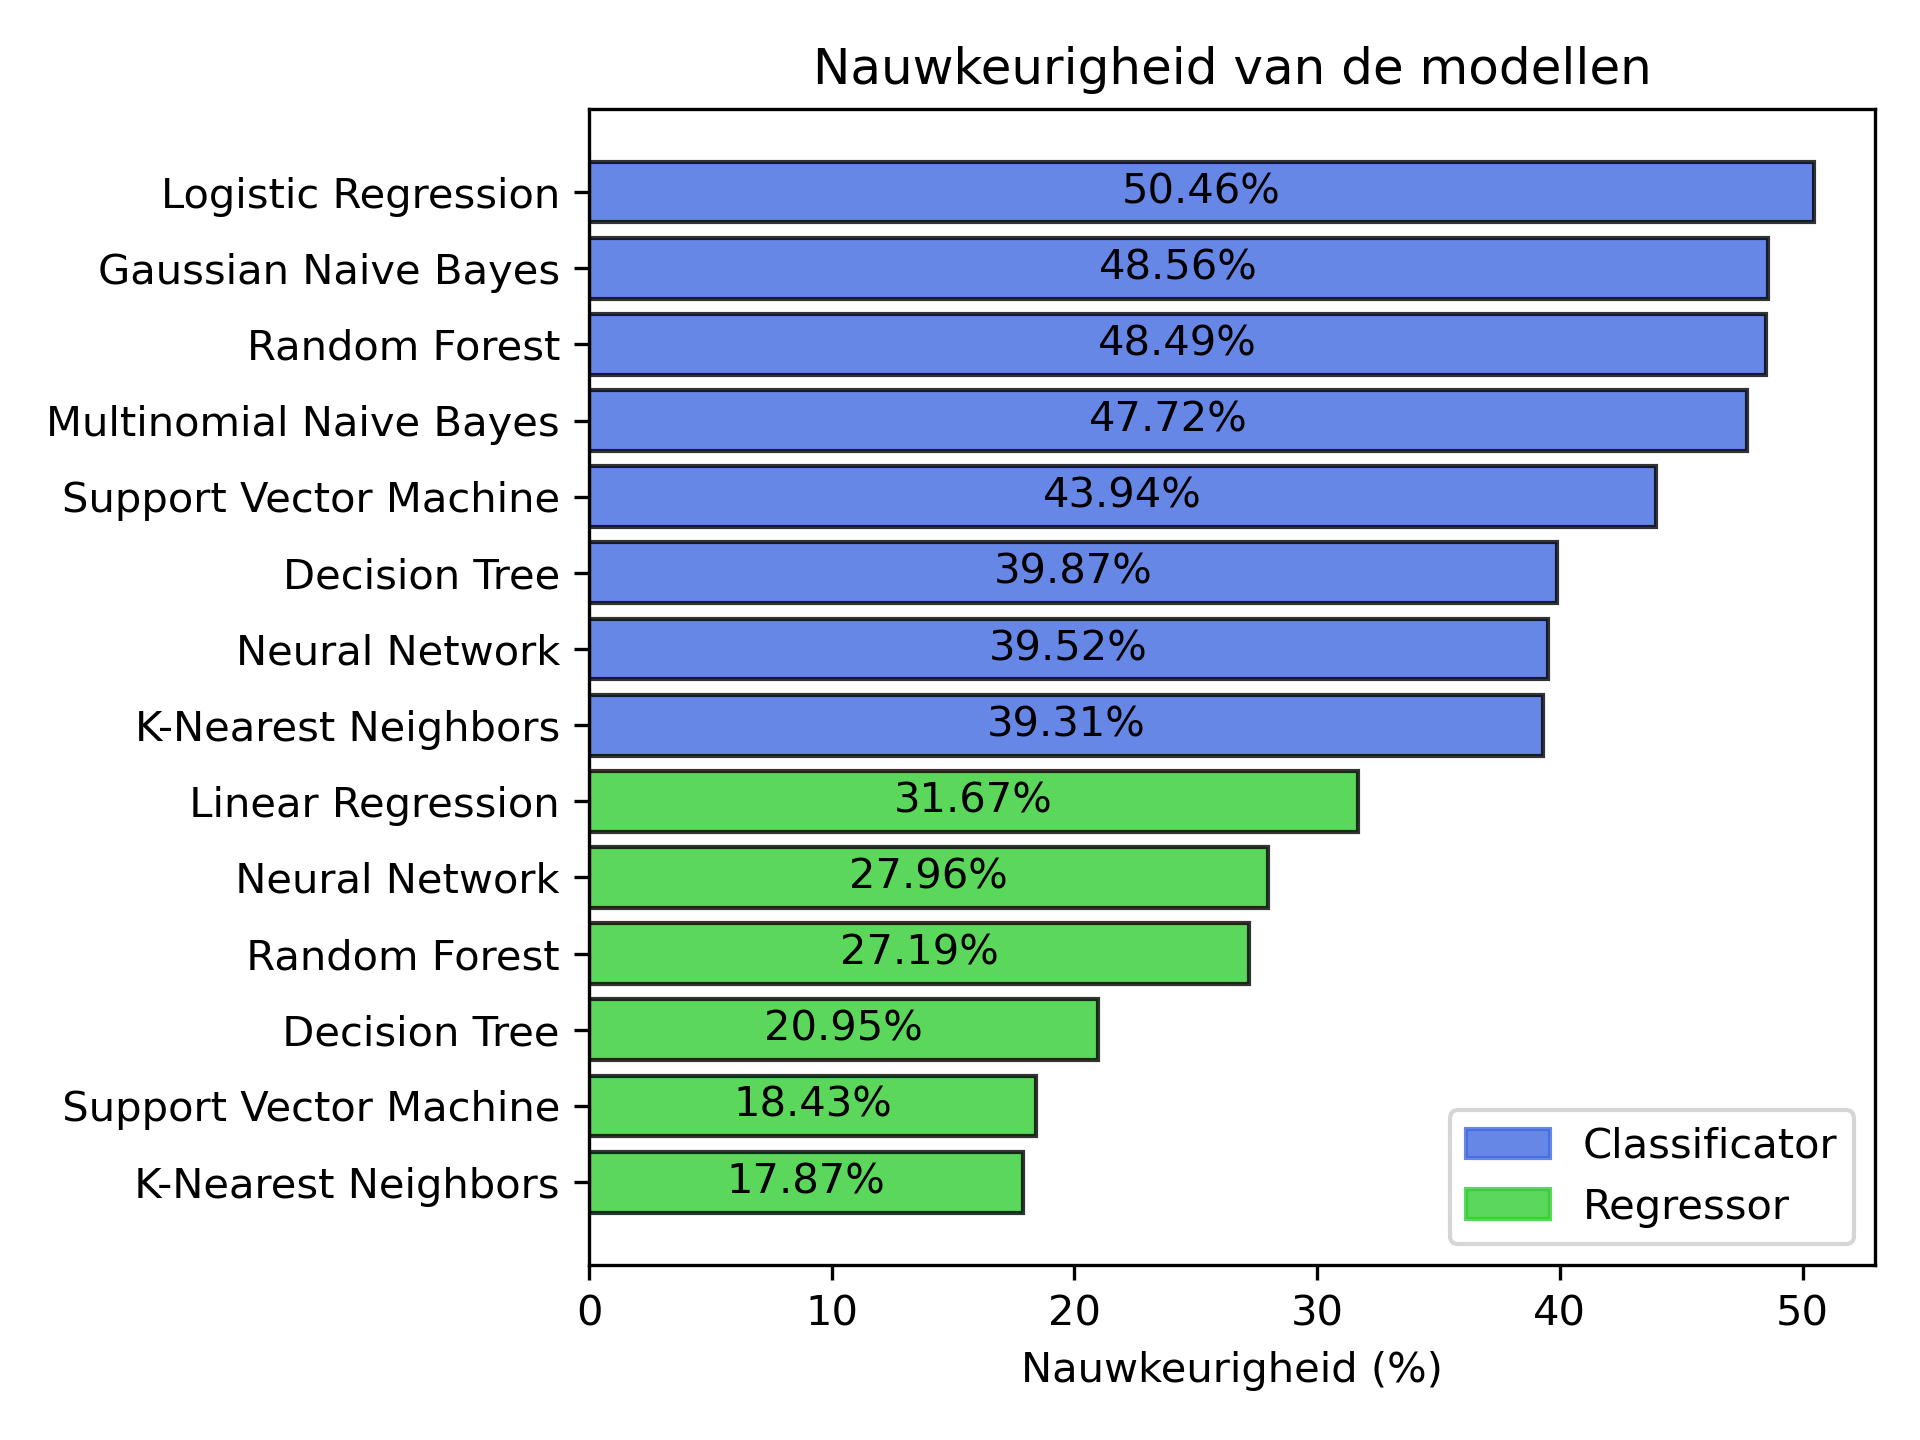 Nauwkeurigheid van de modellen
Logistic Regression 50.46%
Gaussian Naive Bayes 48.56%
Random Forest 48.49%
Multinomial Naive Bayes 47.72%
Support Vector Machine 43.94%
Decision Tree 39.87%
Neural Network 39.52%
K-Nearest Neighbors 39.31%
Linear Regression 31.67%
Neural Network 27.96%
Random Forest 27.19%
Decision Tree 20.95%
Support Vector Machine 18.43%
K-Nearest Neighbors 17.87%
Classificator
Regressor
0 10 20 30 40 50
Nauwkeurigheid (%)